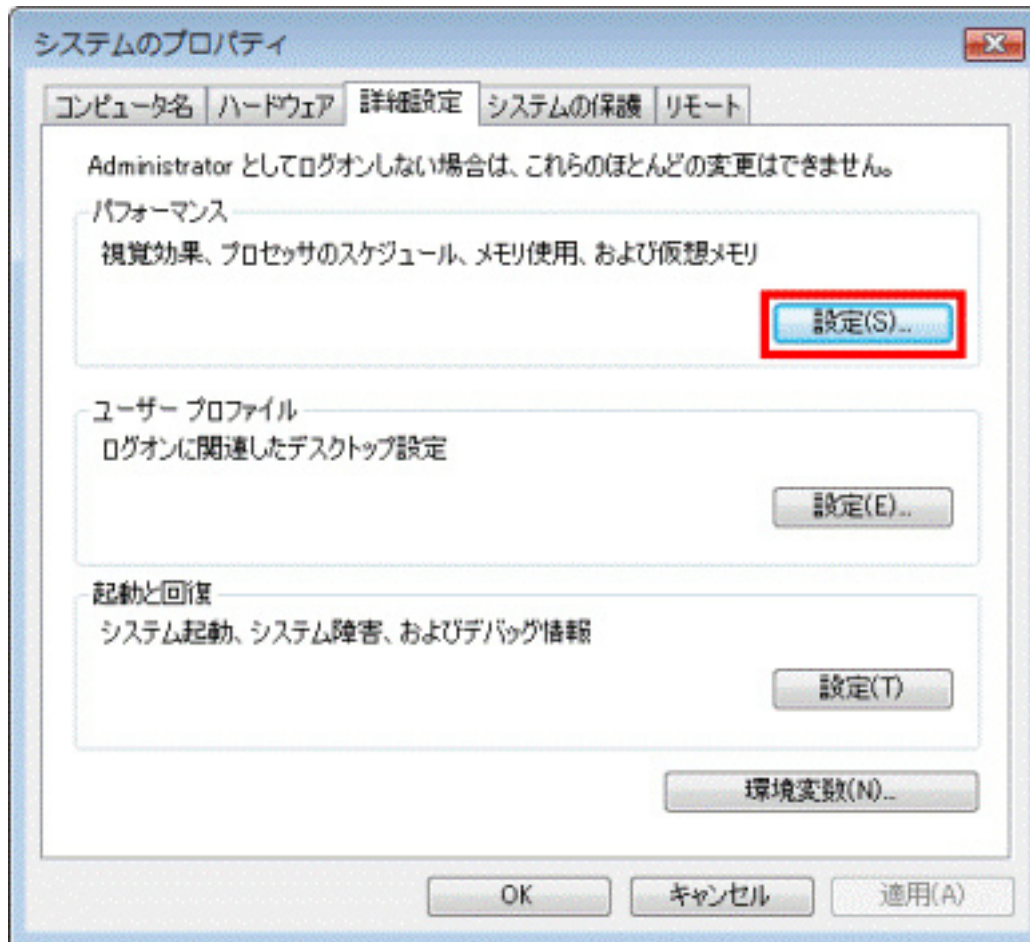 システムのプロパティ
コンピュータ名 ハードウェア 詳細設定 システムの保護 リモート
Administrator としてログオンしない場合は、これらのほとんどの変更はできません。
パフォーマンス
視覚効果、プロセッサのスケジュール、メモリ使用、および仮想メモリ
設定(S)...
ユーザー プロファイル
ログオンに関連したデスクトップ設定
設定(E)...
起動と回復
システム起動、システム障害、およびデバッグ情報
設定(T)
環境変数(N)...
OK キャンセル 適用(A)